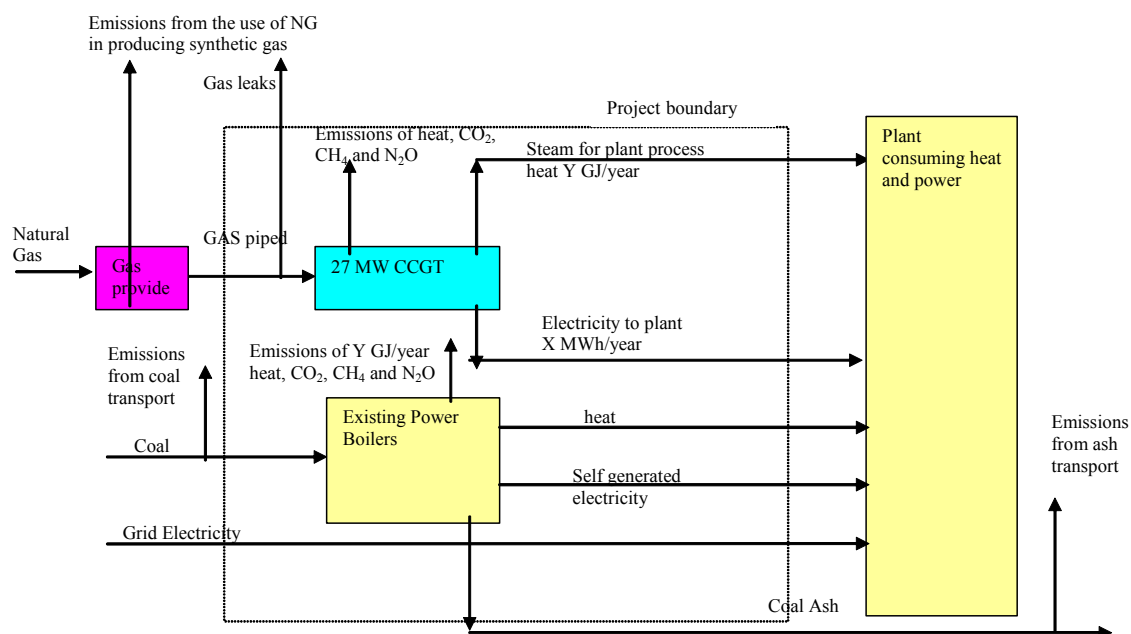 Emissions from the use of NG
in producing synthetic gas
Gas leaks
Project boundary
Emissions of heat, CO₂,
CH₄ and N₂O
Steam for plant process
heat Y GJ/year
Plant
consuming heat
and power
Natural
Gas
GAS piped
Gas
provide
27 MW CCGT
Electricity to plant
X MWh/year
Emissions
from coal
transport
Emissions of Y GJ/year
heat, CO₂, CH₄ and N₂O
Existing Power
Boilers
heat
Emissions
from ash
transport
Coal
Self generated
electricity
Grid Electricity
Coal Ash